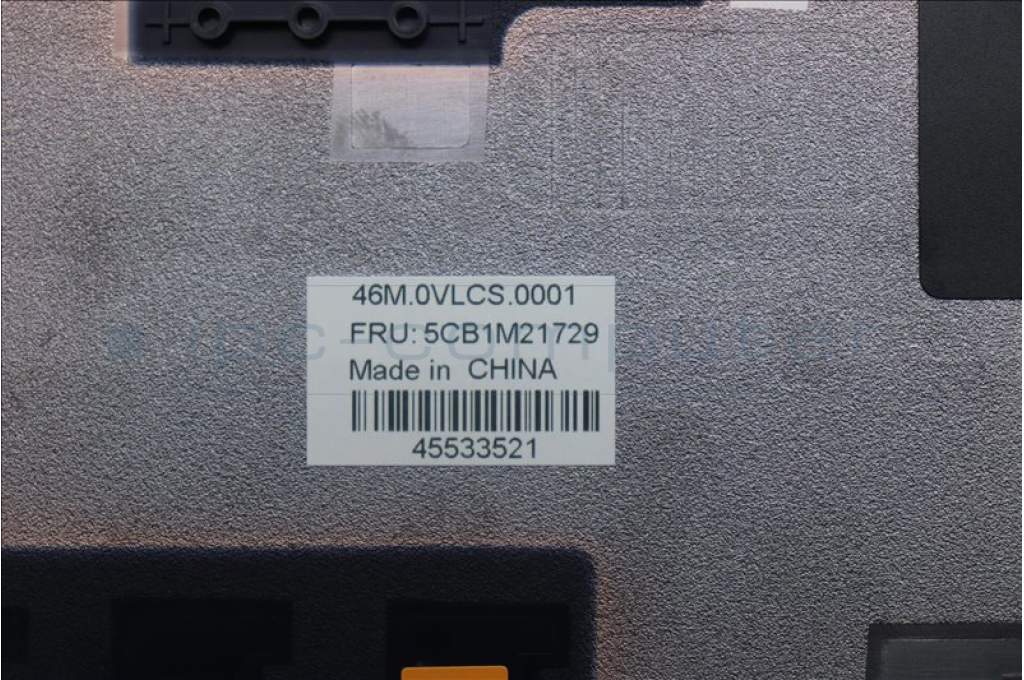 46M.0VLCS.0001
FRU: 5CB1M21729
Made in CHINA
45533521